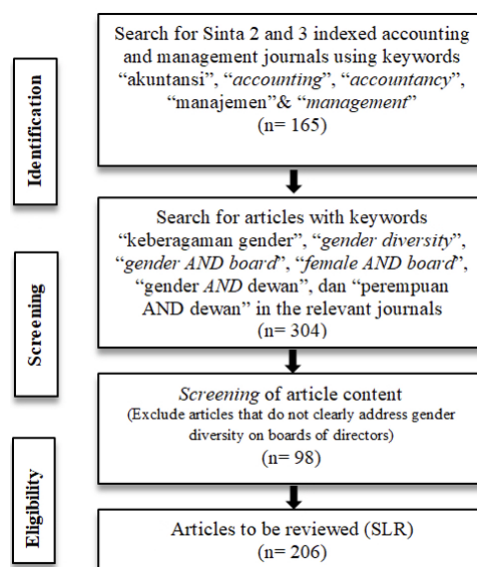 Identification
Search for Sinta 2 and 3 indexed accounting
and management journals using keywords
“akuntansi”, “accounting”, “accountancy”,
“manajemen”& “management”
(n= 165)
Screening
Search for articles with keywords
“keberagaman gender”, “gender diversity”,
“gender AND board”, “female AND board”,
“gender AND dewan”, dan “perempuan
AND dewan” in the relevant journals
(n= 304)
Screening of article content
(Exclude articles that do not clearly address gender
diversity on boards of directors)
(n= 98)
Eligibility
Articles to be reviewed (SLR)
(n= 206)